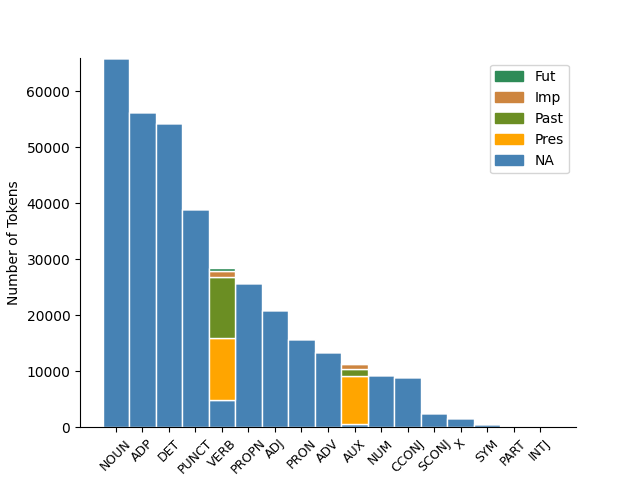 Fut
Imp
Past
Pres
NA
Number of Tokens
60000
50000
40000
30000
20000
10000
0
NOUN
ADP
DET
PUNCT
VERB
PROPN
ADJ
PRON
ADV
AUX
NUM
CCONJ
SCONJ
X
SYM
PART
INTJ